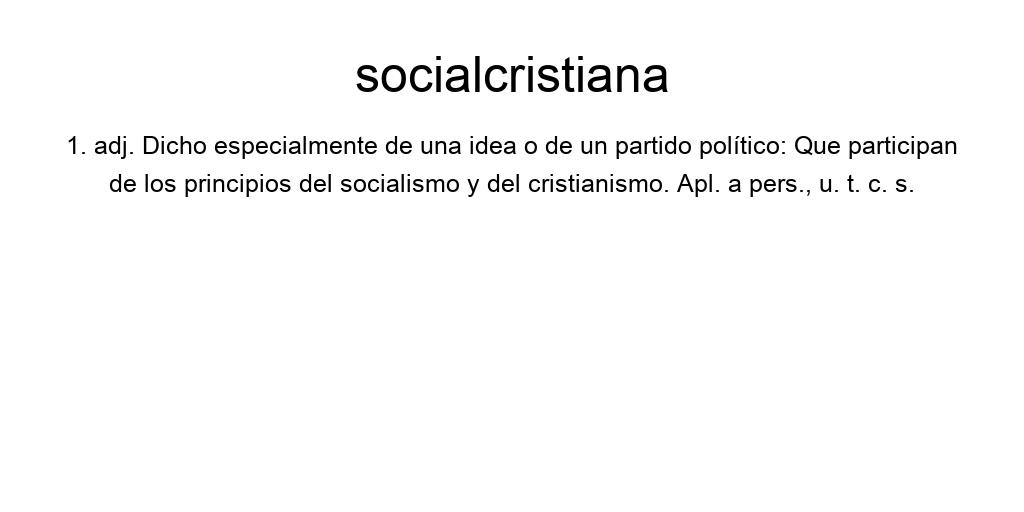 socialcristiana
1. adj. Dicho especialmente de una idea o de un partido político: Que participan
de los principios del socialismo y del cristianismo. Apl. a pers., u. t. c. s.